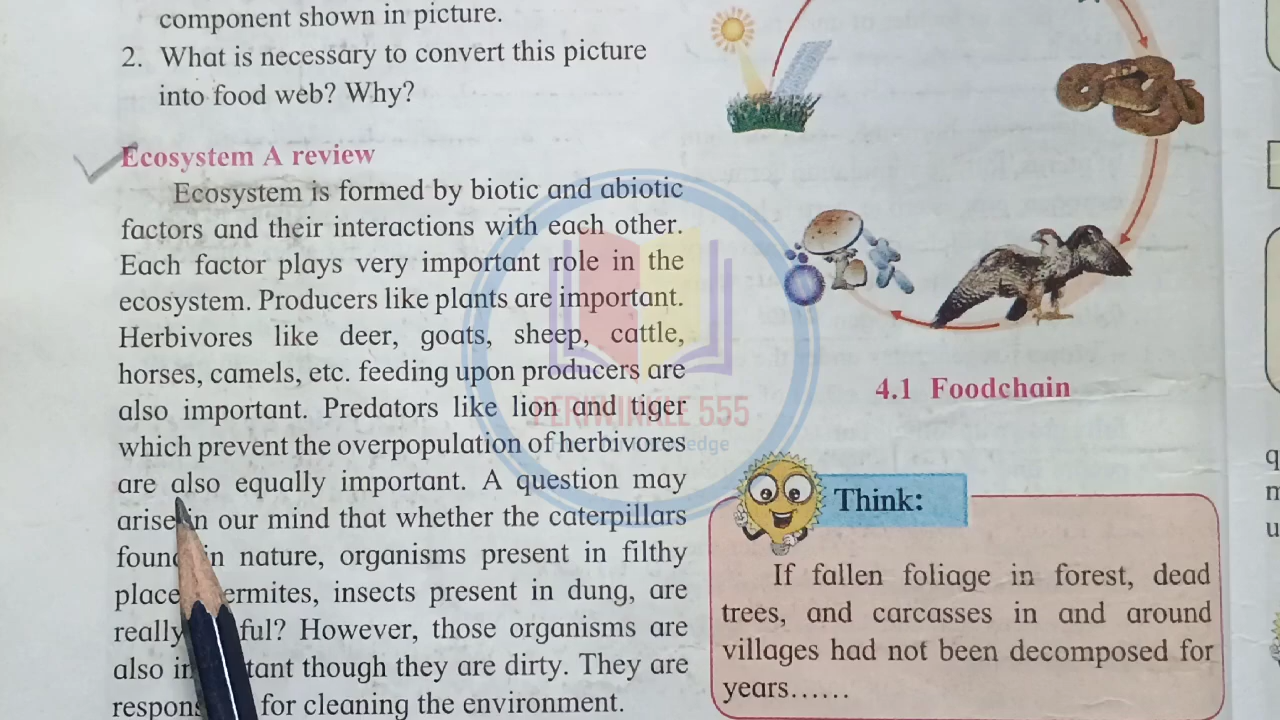 component shown in picture.
2. What is necessary to convert this picture
into food web? Why?
Ecosystem A review
Ecosystem is formed by biotic and abiotic
factors and their interactions with each other.
Each factor plays very important role in the
ecosystem. Producers like plants are important.
Herbivores like deer, goats, sheep, cattle,
horses, camels, etc. feeding upon producers are
also important. Predators like lion and tiger
which prevent the overpopulation of herbivores
are also equally important. A question may
arise in our mind that whether the caterpillars
found in nature, organisms present in filthy
place termites, insects present in dung, are
really ful? However, those organisms are
also important though they are dirty. They are
respons for cleaning the environment.
4.1 Foodchain
Think:
If fallen foliage in forest, dead
trees, and carcasses in and around
villages had not been decomposed for
years......
PERIWINKLE 555